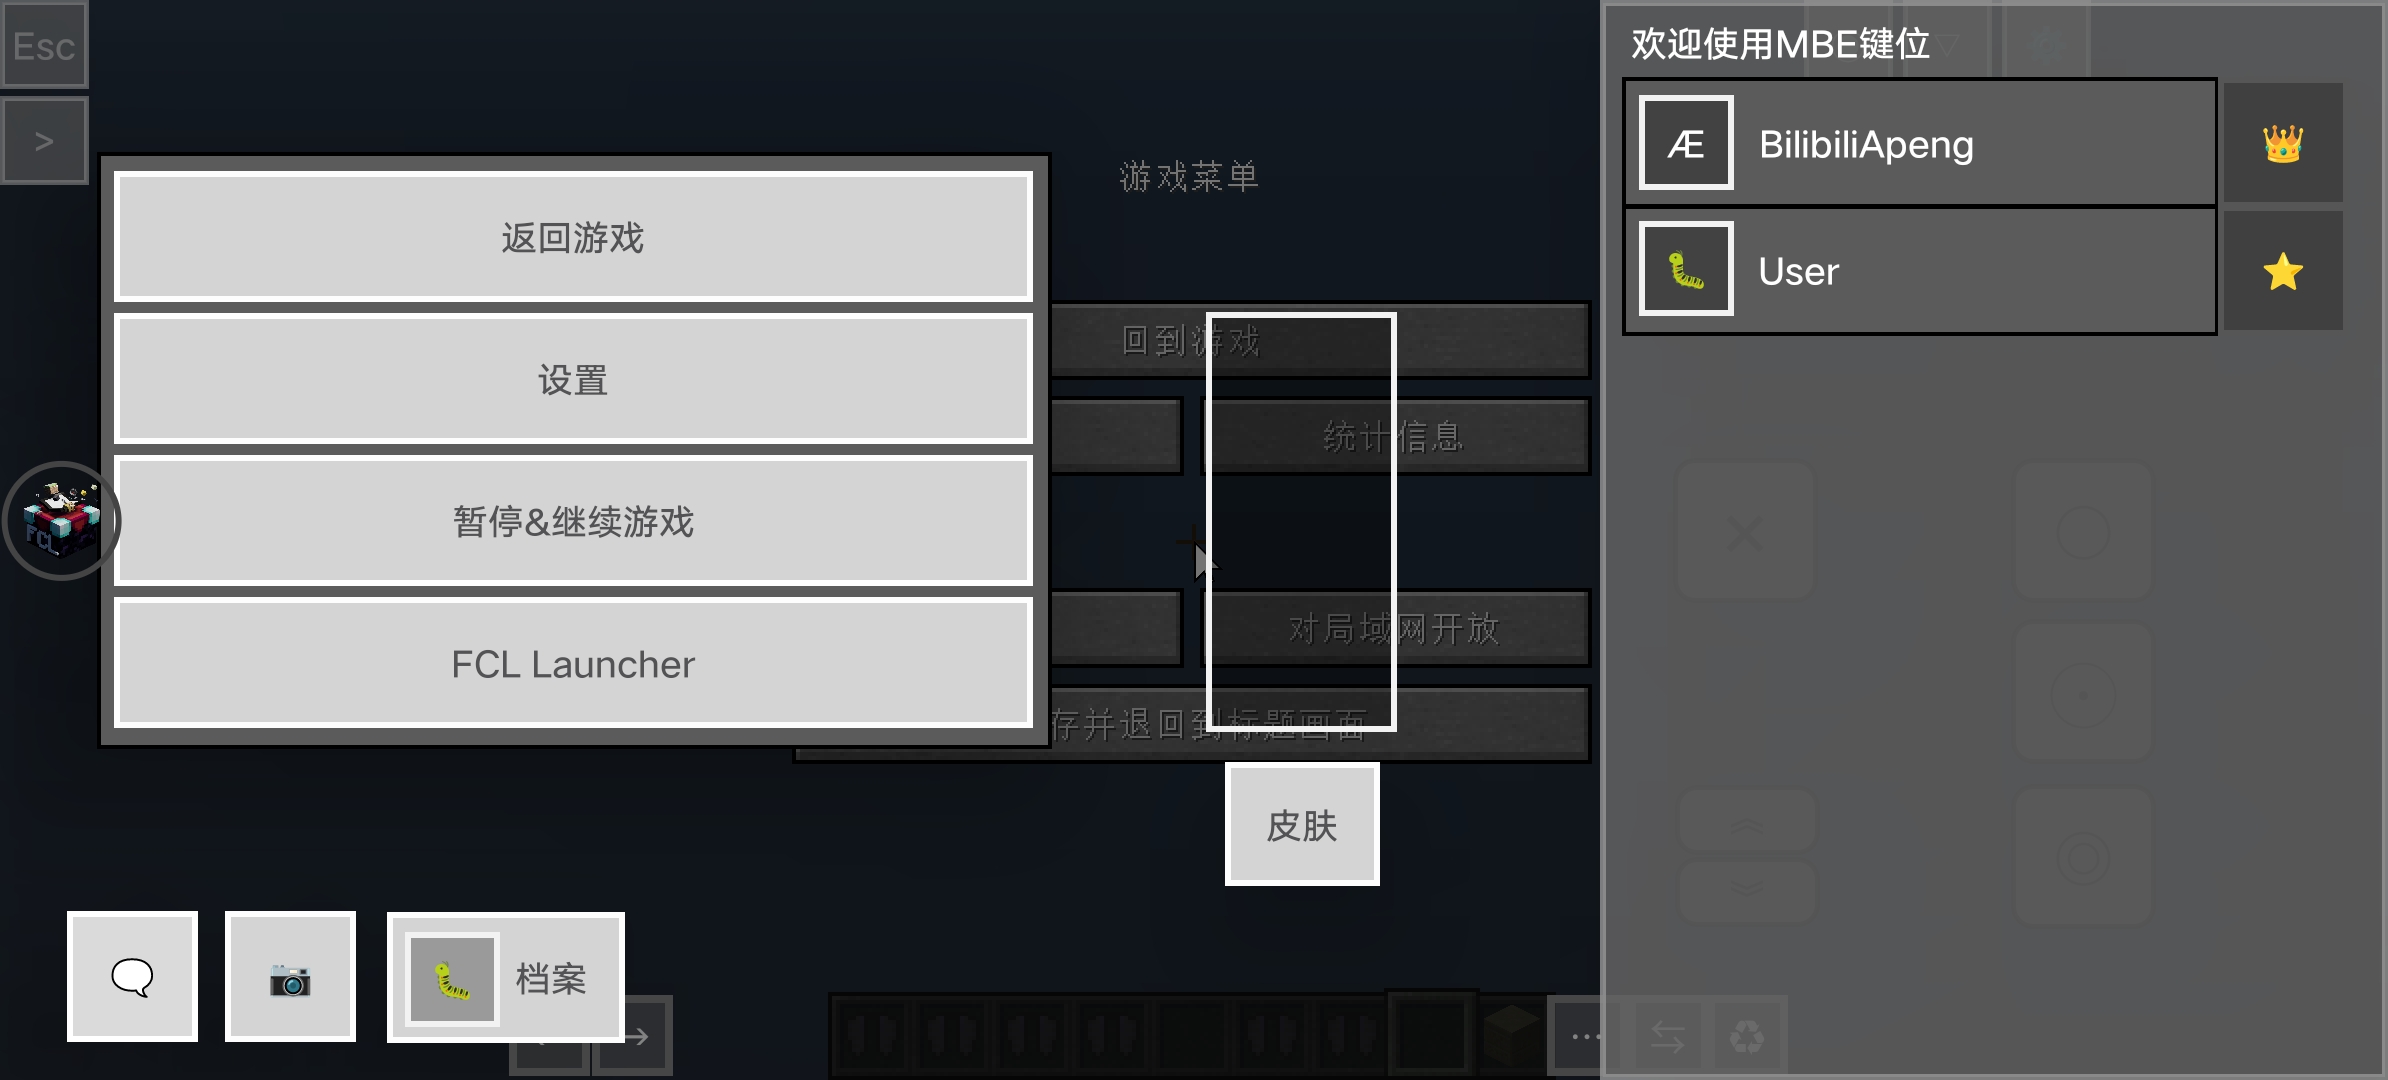 Esc
>
欢迎使用MBE键位
Æ BilibiliApeng
User
游戏菜单
返回游戏
设置
暂停&继续游戏
FCL Launcher
回到游戏
统计信息
对局域网开放
存并退回到标题画面
FCL
皮肤
档案